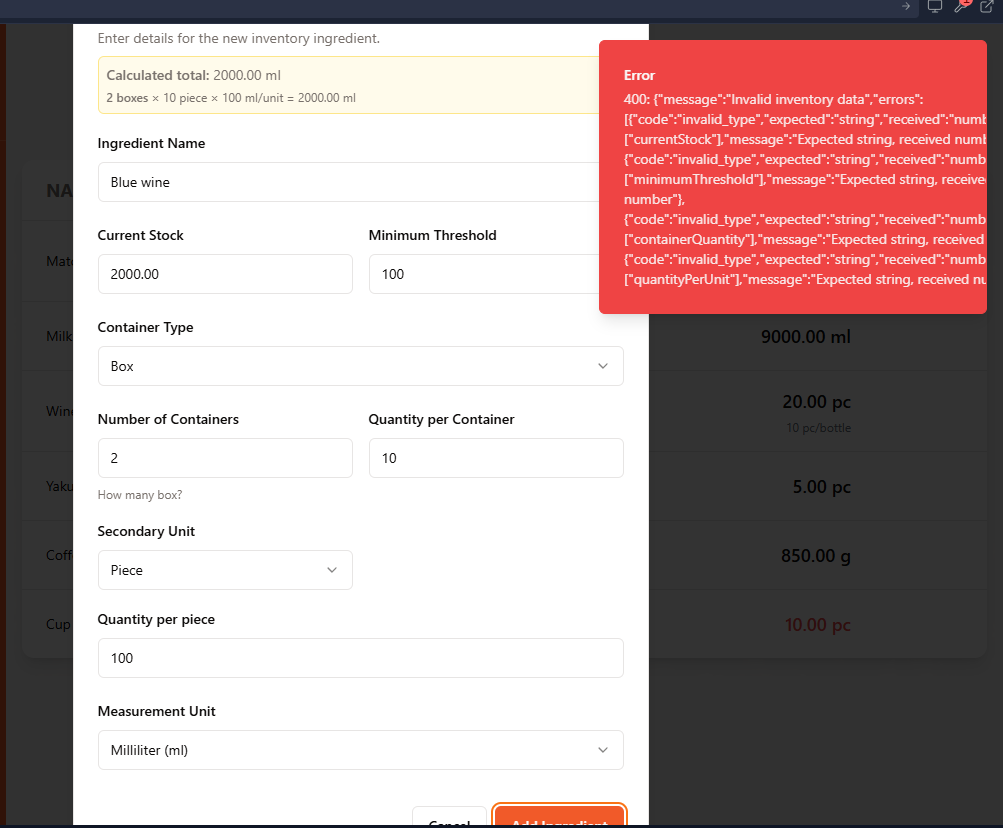 Enter details for the new inventory ingredient.
Calculated total: 2000.00 ml
2 boxes × 10 piece × 100 ml/unit = 2000.00 ml
Ingredient Name
Blue wine
Current Stock
Minimum Threshold
2000.00
100
Container Type
Box
Number of Containers
Quantity per Container
2
10
How many box?
Secondary Unit
Piece
Quantity per piece
100
Measurement Unit
Milliliter (ml)
Cancel
Add Ingredient
Error
400: {"message":"Invalid inventory data","errors":
[{"code":"invalid_type","expected":"string","received":"numb
["currentStock"],"message":"Expected string, received numb
{"code":"invalid_type","expected":"string","received":"numb
["minimumThreshold"],"message":"Expected string, receive
number"},
{"code":"invalid_type","expected":"string","received":"numb
["containerQuantity"],"message":"Expected string, received
{"code":"invalid_type","expected":"string","received":"numb
["quantityPerUnit"],"message":"Expected string, received nu
NA
Matc
Milk
9000.00 ml
Wine
20.00 pc
10 pc/bottle
Yaku
5.00 pc
Coff
850.00 g
Cup
10.00 pc